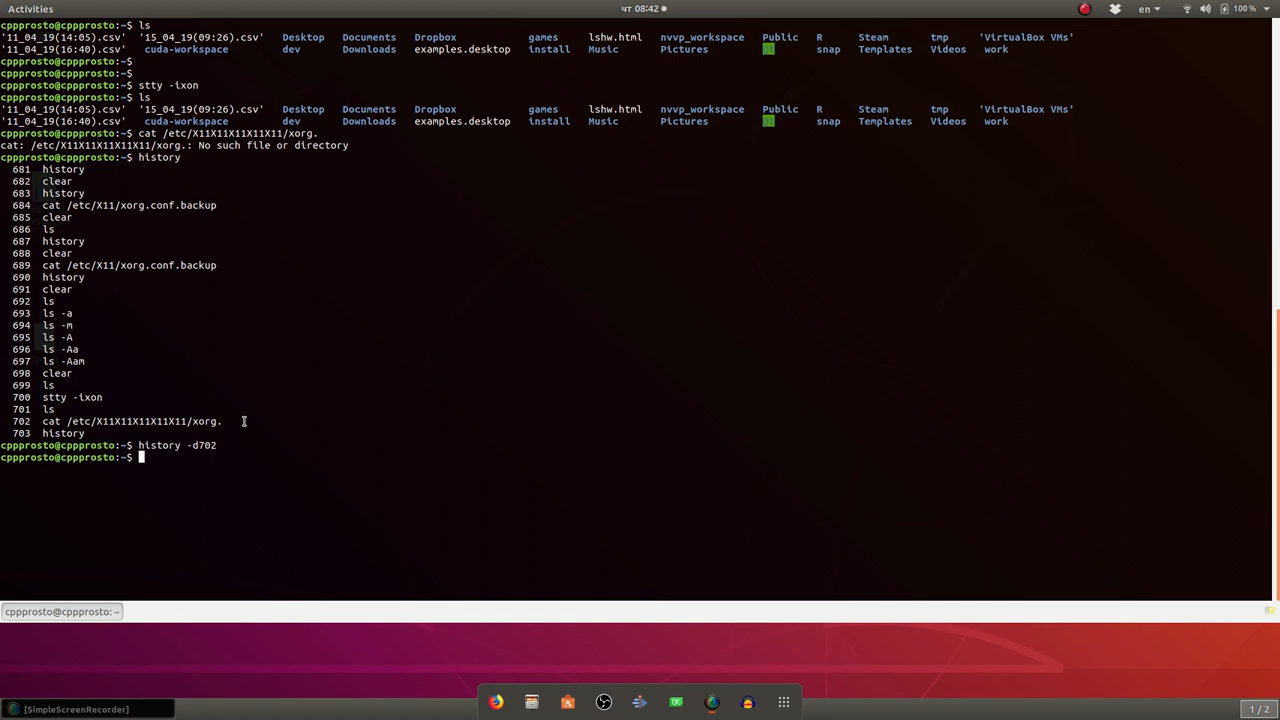 Activities
чт 08:42
en
100 %
cppprosto@cppprosto:~$ ls
'11_04_19(14:05).csv' '15_04_19(09:26).csv' Desktop Documents Dropbox games lshw.html nvvp_workspace Public R Steam tmp 'VirtualBox VMs'
'11_04_19(16:40).csv' cuda-workspace dev Downloads examples.desktop install Music Pictures Qt snap Templates Videos work
cppprosto@cppprosto:~$
cppprosto@cppprosto:~$
cppprosto@cppprosto:~$ stty -ixon
cppprosto@cppprosto:~$ ls
'11_04_19(14:05).csv' '15_04_19(09:26).csv' Desktop Documents Dropbox games lshw.html nvvp_workspace Public R Steam tmp 'VirtualBox VMs'
'11_04_19(16:40).csv' cuda-workspace dev Downloads examples.desktop install Music Pictures Qt snap Templates Videos work
cppprosto@cppprosto:~$ cat /etc/X11X11X11X11X11/xorg.
cat: /etc/X11X11X11X11X11/xorg.: No such file or directory
cppprosto@cppprosto:~$ history
681 history
682 clear
683 history
684 cat /etc/X11/xorg.conf.backup
685 clear
686 ls
687 history
688 clear
689 cat /etc/X11/xorg.conf.backup
690 history
691 clear
692 ls
693 ls -a
694 ls -m
695 ls -A
696 ls -Aa
697 ls -Aam
698 clear
699 ls
700 stty -ixon
701 ls
702 cat /etc/X11X11X11X11X11/xorg.
703 history
cppprosto@cppprosto:~$ history -d702
cppprosto@cppprosto:~$
cppprosto@cppprosto: ~
[SimpleScreenRecorder]
1 / 2